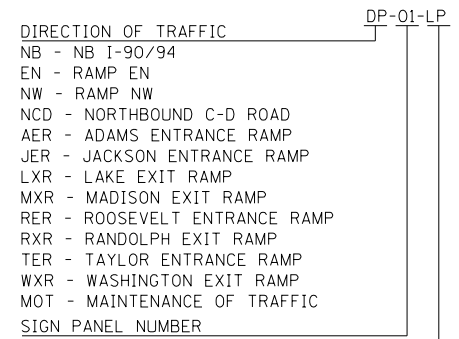 DP-01-LP
DIRECTION OF TRAFFIC
NB - NB I-90/94
EN - RAMP EN
NW - RAMP NW
NCD - NORTHBOUND C-D ROAD
AER - ADAMS ENTRANCE RAMP
JER - JACKSON ENTRANCE RAMP
LXR - LAKE EXIT RAMP
MXR - MADISON EXIT RAMP
RER - ROOSEVELT ENTRANCE RAMP
RXR - RANDOLPH EXIT RAMP
TER - TAYLOR ENTRANCE RAMP
WXR - WASHINGTON EXIT RAMP
MOT - MAINTENANCE OF TRAFFIC
SIGN PANEL NUMBER